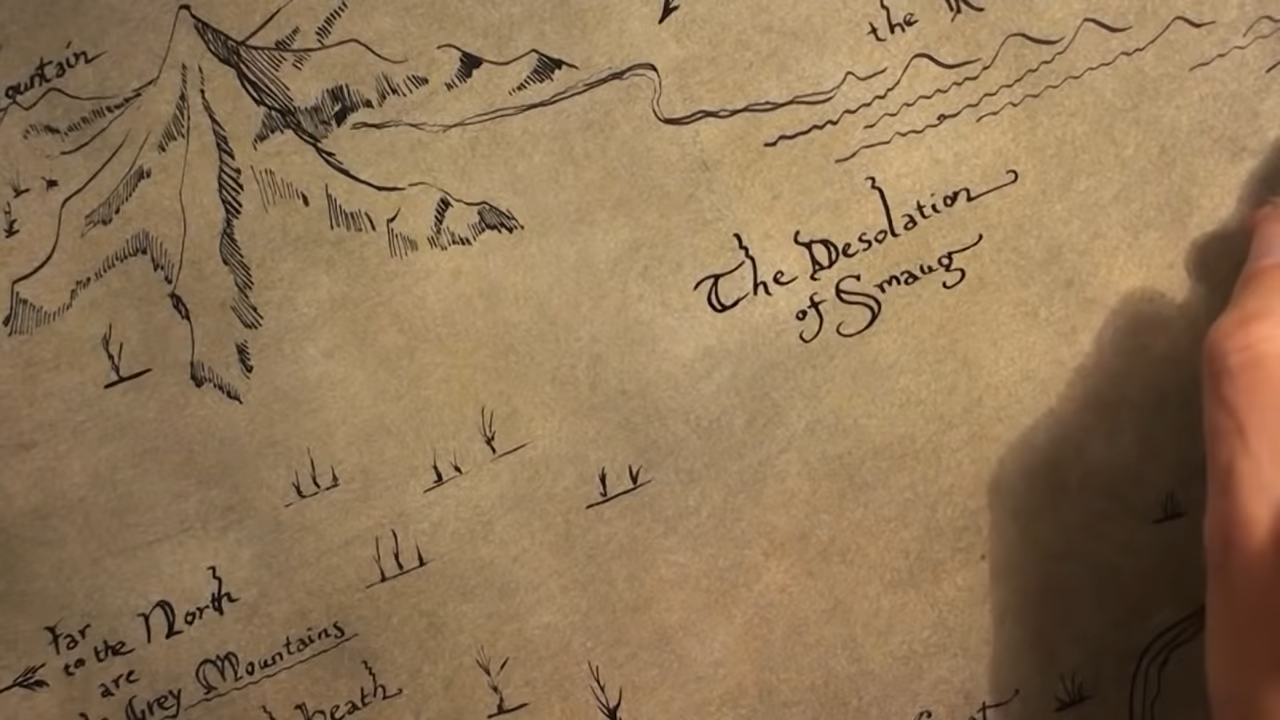 ountain
the
The Desolation
of Smaug
Far
to the North
are
Grey Mountains
heath